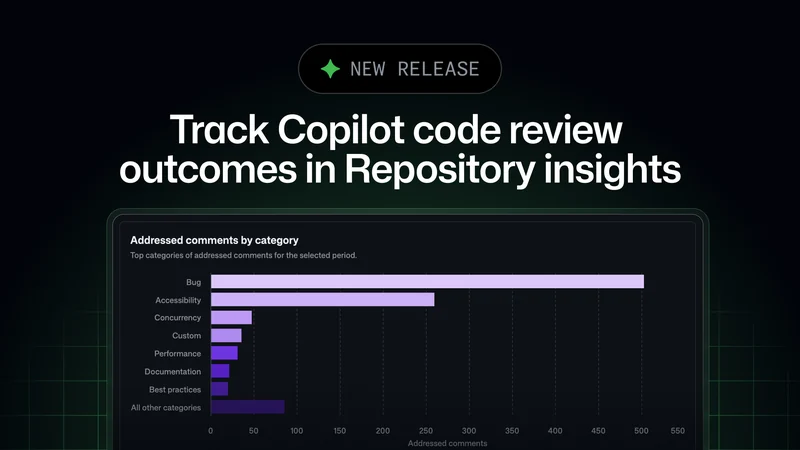 NEW RELEASE
Track Copilot code review
outcomes in Repository insights
Addressed comments by category
Top categories of addressed comments for the selected period.
Bug
Accessibility
Concurrency
Custom
Performance
Documentation
Best practices
All other categories
0 50 100 150 200 250 300 350 400 450 500 550
Addressed comments